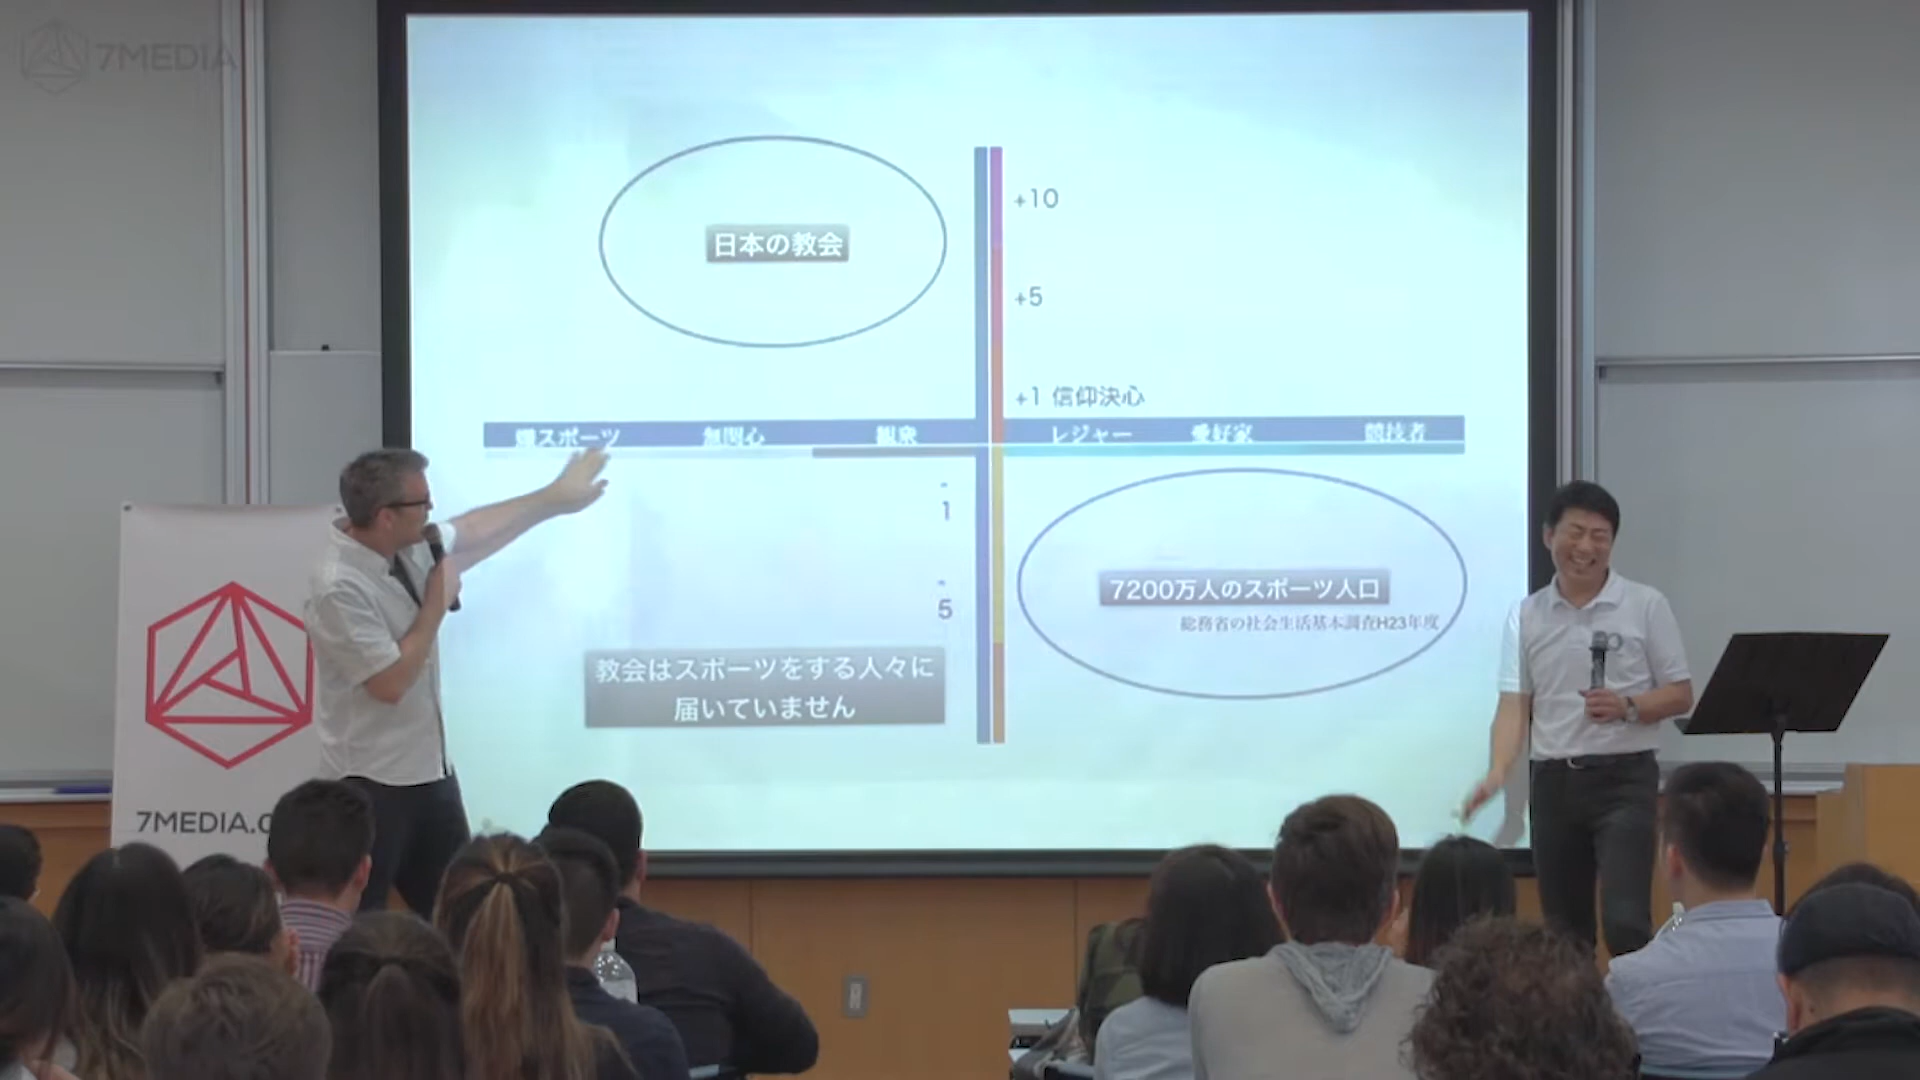 7MEDIA
日本の教会
+10
+5
+1 信仰決心
嫌スポーツ 無関心 観衆 レジャー 愛好家 競技者
-
1
-
5
7200万人のスポーツ人口
総務省の社会生活基本調査H23年度
教会はスポーツをする人々に
届いていません
7MEDIA.